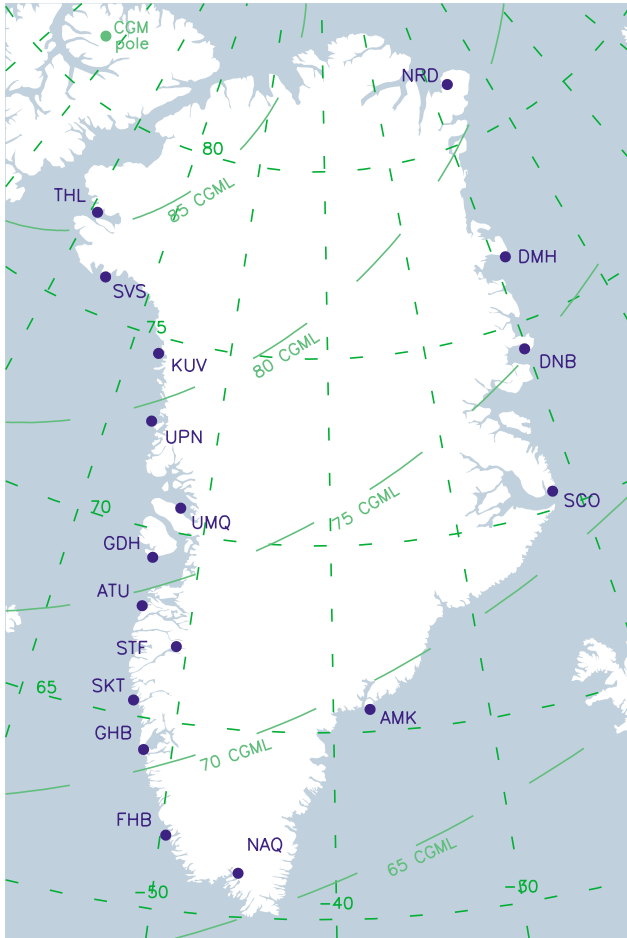 CGM
pole
NRD
80
THL
85 CGML
DMH
SVS
75
80 CGML
DNB
KUV
UPN
75 CGML
SCO
70
UMQ
GDH
ATU
STF
SKT
65
AMK
GHB
70 CGML
FHB
NAQ
65 CGML
-50
-40
-30